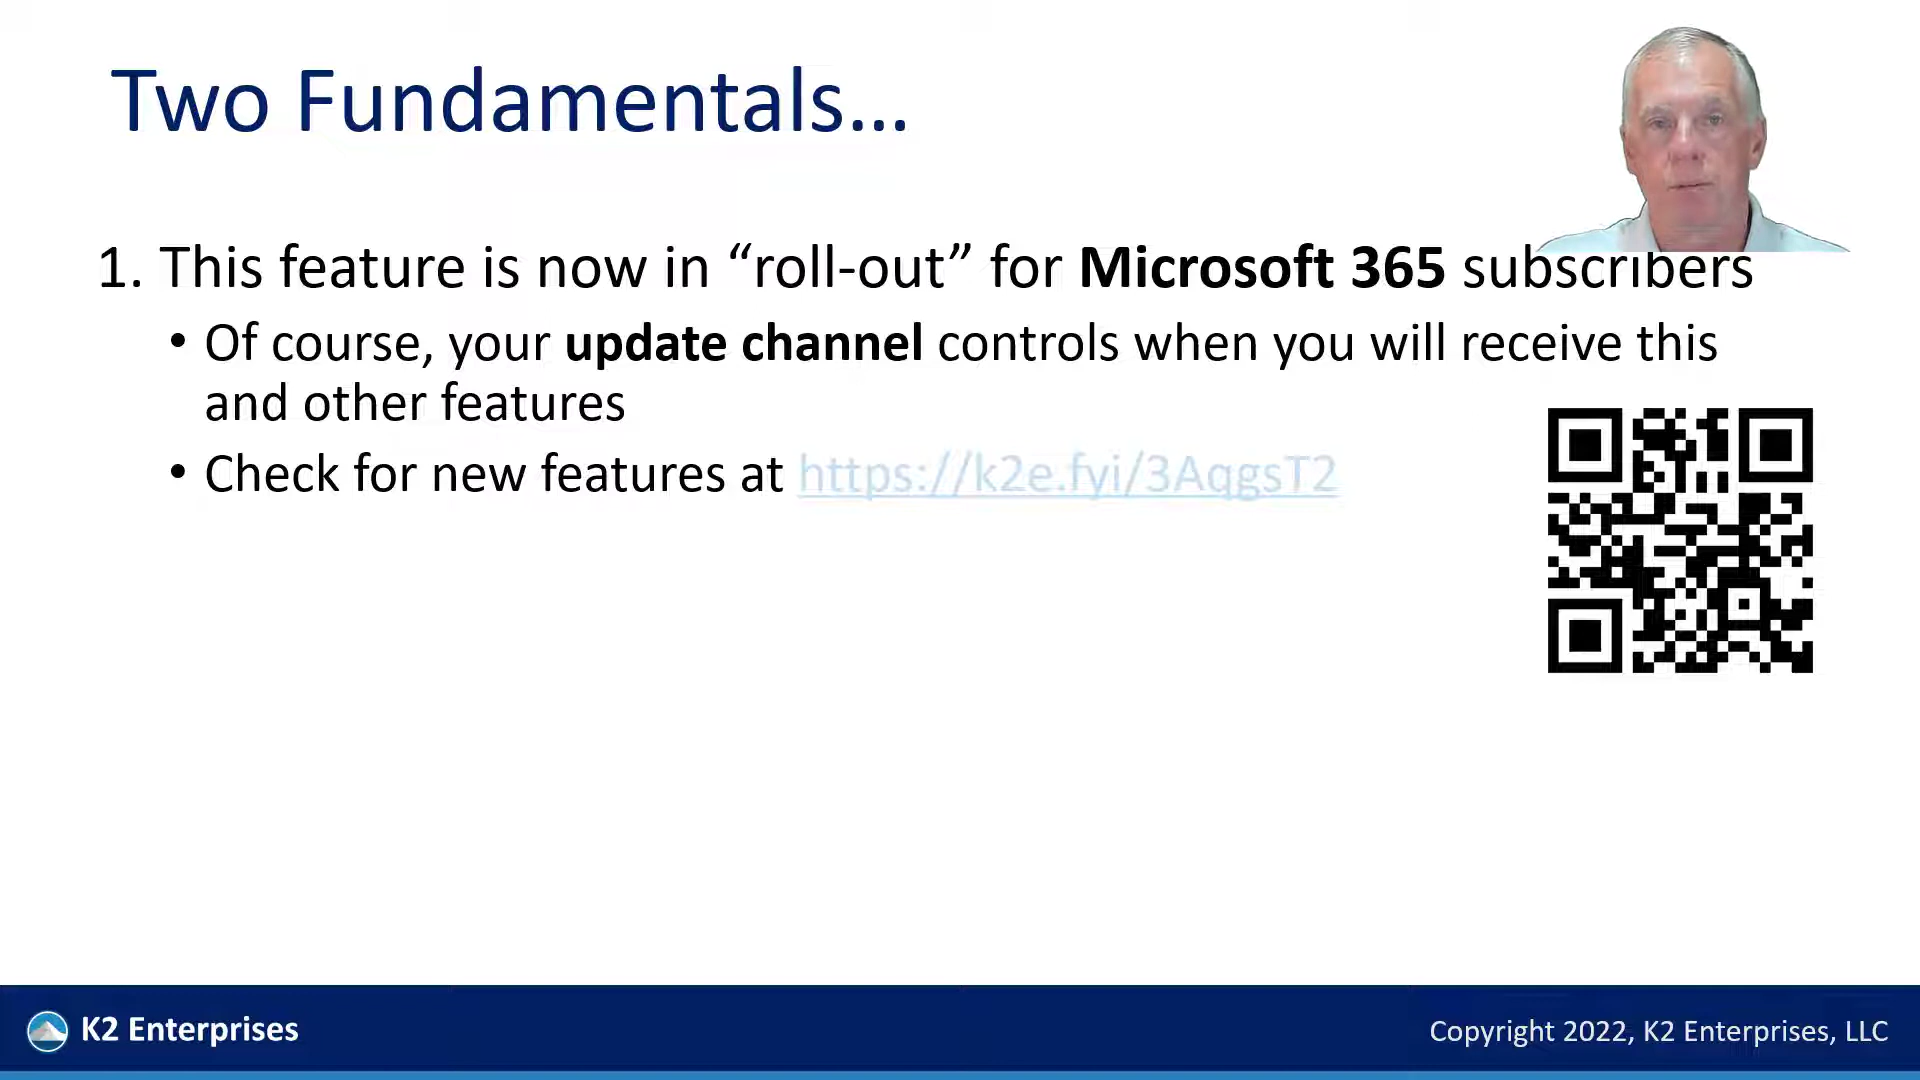 Two Fundamentals...
1. This feature is now in “roll-out” for Microsoft 365 subscribers
• Of course, your update channel controls when you will receive this
and other features
• Check for new features at https://k2e.fyi/3AqgsT2
K2 Enterprises
Copyright 2022, K2 Enterprises, LLC